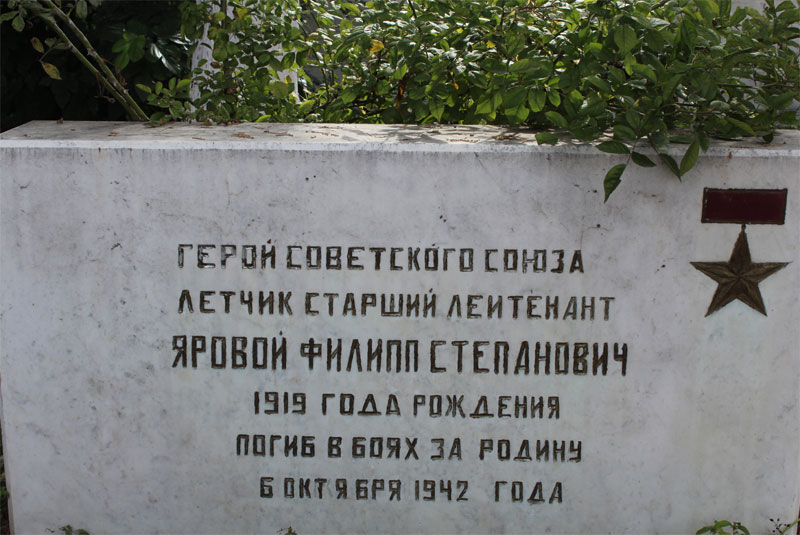 ГЕРОЙ СОВЕТСКОГО СОЮЗА
ЛЕТЧИК СТАРШИЙ ЛЕИТЕНАНТ
ЯРОВОЙ ФИЛИПП СТЕПАНОВИЧ
1919 ГОДА РОЖДЕНИЯ
ПОГИБ В БОЯХ ЗА РОДИНУ
6 ОКТЯБРЯ 1942 ГОДА